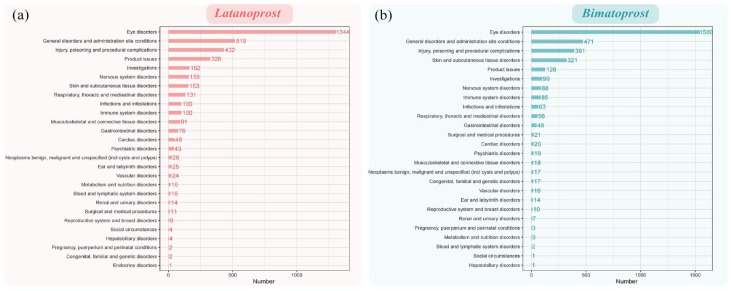 (a)
Latanoprost
Eye disorders 1344
General disorders and administration site conditions 519
Injury, poisoning and procedural complications 432
Product issues 326
Investigations 162
Nervous system disorders 155
Skin and subcutaneous tissue disorders 153
Respiratory, thoracic and mediastinal disorders 131
Infections and infestations 100
Immune system disorders 100
Musculoskeletal and connective tissue disorders 91
Gastrointestinal disorders 76
Cardiac disorders 48
Psychiatric disorders 43
Neoplasms benign, malignant and unspecified (incl cysts and polyps) 26
Ear and labyrinth disorders 25
Vascular disorders 24
Metabolism and nutrition disorders 16
Blood and lymphatic system disorders 16
Renal and urinary disorders 14
Surgical and medical procedures 11
Reproductive system and breast disorders 9
Social circumstances 4
Hepatobiliary disorders 4
Pregnancy, puerperium and perinatal conditions 2
Congenital, familial and genetic disorders 2
Endocrine disorders 1
0 500 1000
Number
(b)
Bimatoprost
Eye disorders 1580
General disorders and administration site conditions 471
Injury, poisoning and procedural complications 391
Skin and subcutaneous tissue disorders 321
Product issues 126
Investigations 99
Nervous system disorders 88
Immune system disorders 85
Infections and infestations 63
Respiratory, thoracic and mediastinal disorders 56
Gastrointestinal disorders 46
Surgical and medical procedures 21
Cardiac disorders 20
Psychiatric disorders 19
Musculoskeletal and connective tissue disorders 18
Neoplasms benign, malignant and unspecified (incl cysts and polyps) 17
Congenital, familial and genetic disorders 17
Vascular disorders 16
Ear and labyrinth disorders 14
Reproductive system and breast disorders 10
Renal and urinary disorders 7
Pregnancy, puerperium and perinatal conditions 3
Metabolism and nutrition disorders 3
Blood and lymphatic system disorders 2
Social circumstances 1
Hepatobiliary disorders 1
0 500 1000 1500
Number